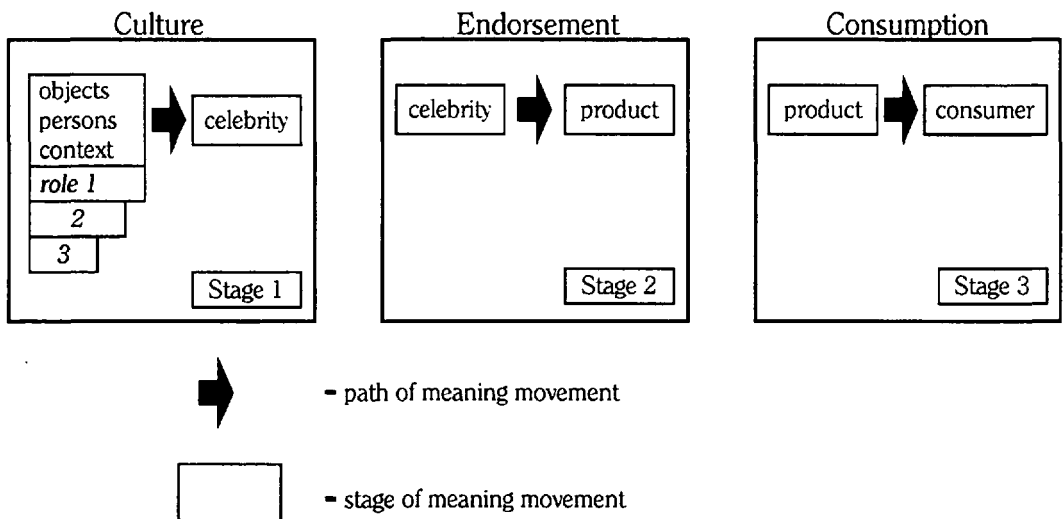 Culture
objects
persons
context
role 1
2
3
celebrity
Stage 1
Endorsement
celebrity
product
Stage 2
Consumption
product
consumer
Stage 3
- path of meaning movement
- stage of meaning movement